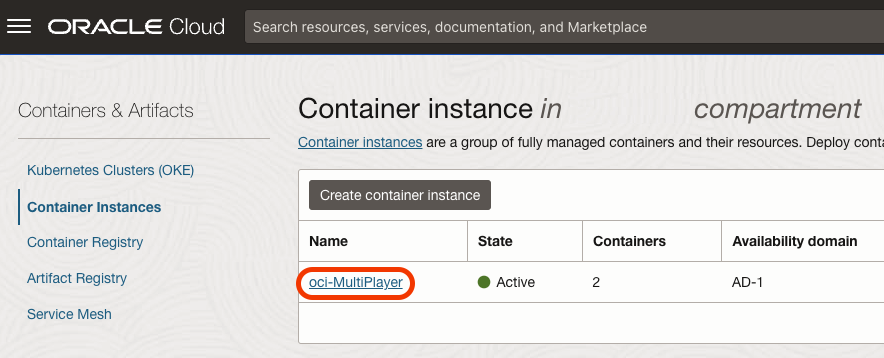 ORACLE Cloud
Search resources, services, documentation, and Marketplace
Containers & Artifacts
Kubernetes Clusters (OKE)
Container Instances
Container Registry
Artifact Registry
Service Mesh
Container instance in compartment
Container instances are a group of fully managed containers and their resources. Deploy
Create container instance
Name State Containers Availability domain
oci-MultiPlayer Active 2 AD-1